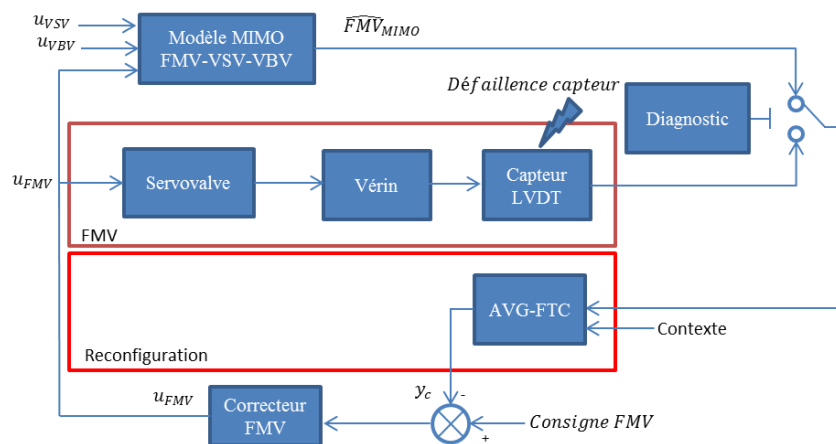 u_VSV
u_VBV
Modèle MIMO
FMV-VSV-VBV
\widehat{FMV}_MIMO
Défaillence capteur
Diagnostic
u_FMV
Servovalve
Vérin
Capteur
LVDT
FMV
AVG-FTC
Contexte
Reconfiguration
u_FMV
Correcteur
FMV
y_c
-
+
Consigne FMV